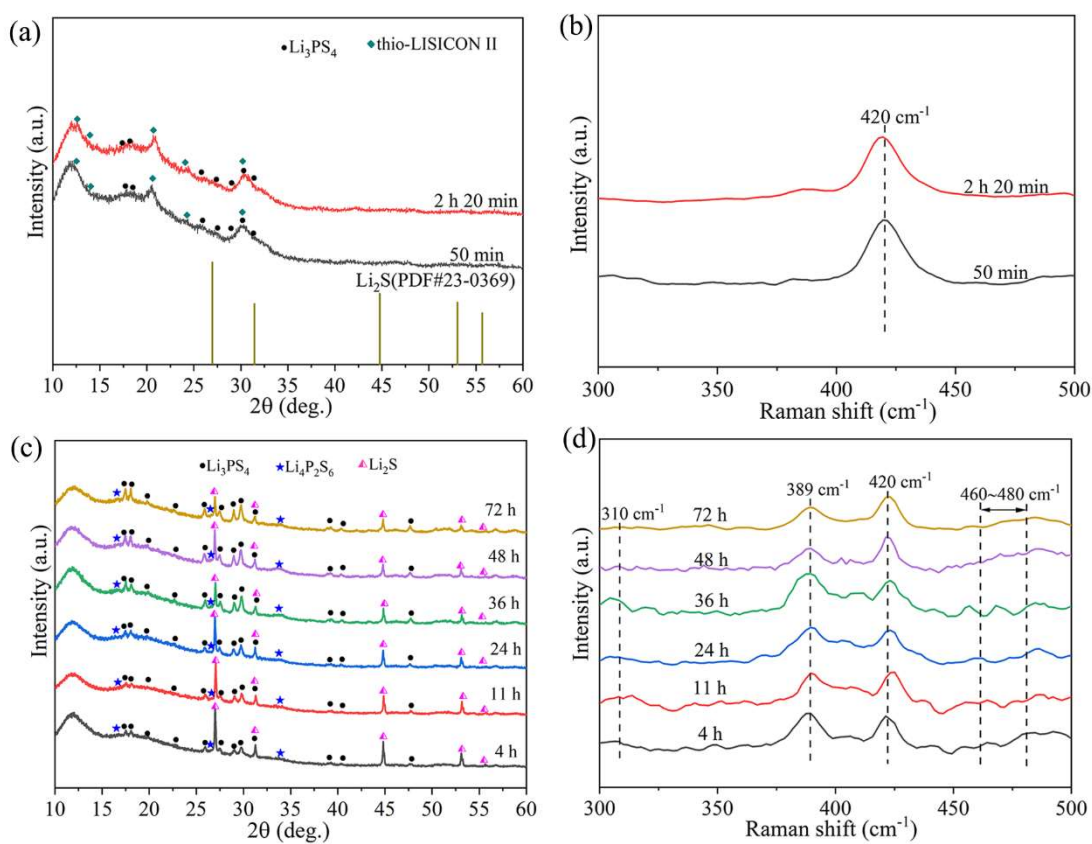 (a)
Li₃PS₄ thio-LISICON II
2 h 20 min
50 min
Li₂S(PDF#23-0369)
Intensity (a.u.)
10 15 20 25 30 35 40 45 50 55 60
2θ (deg.)
(b)
420 cm⁻¹
2 h 20 min
50 min
Intensity (a.u.)
300 350 400 450 500
Raman shift (cm⁻¹)
(c)
Li₃PS₄ Li₄P₂S₆ Li₂S
72 h
48 h
36 h
24 h
11 h
4 h
Intensity (a.u.)
10 15 20 25 30 35 40 45 50 55 60
2θ (deg.)
(d)
310 cm⁻¹ 389 cm⁻¹ 420 cm⁻¹ 460~480 cm⁻¹
72 h
48 h
36 h
24 h
11 h
4 h
Intensity (a.u.)
300 350 400 450 500
Raman shift (cm⁻¹)